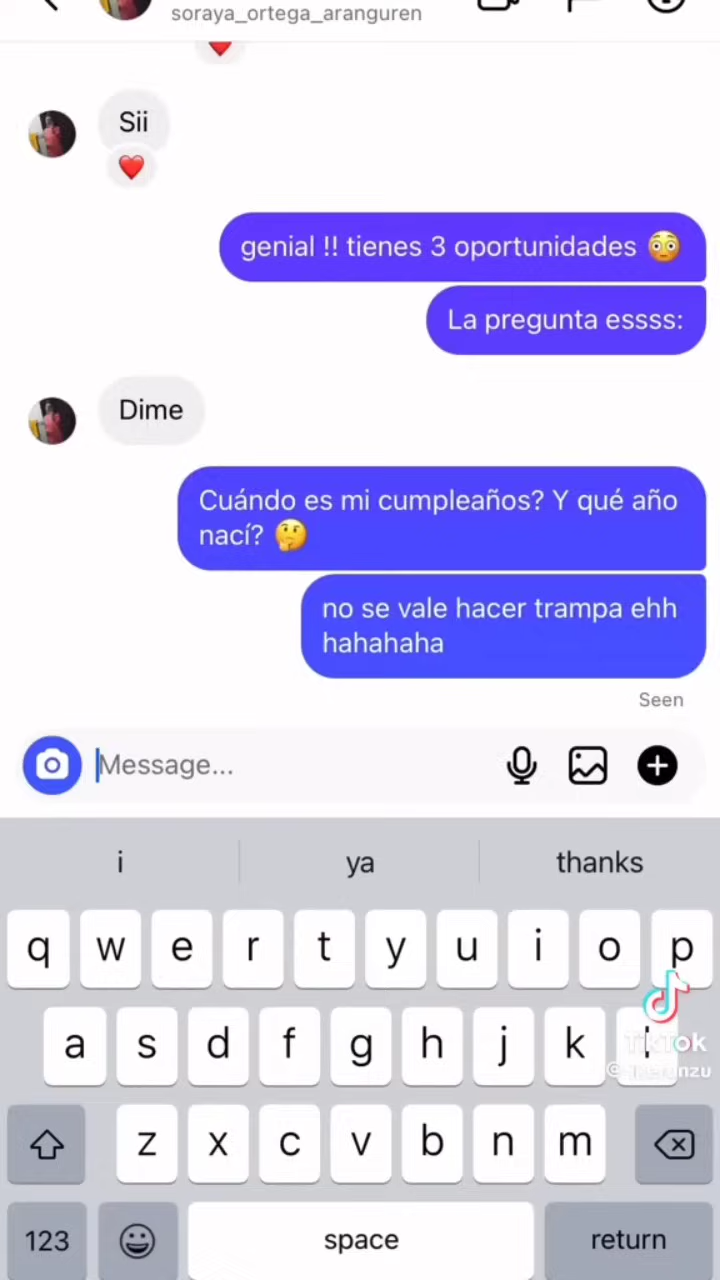 soraya_ortega_aranguren
❤️
Sii
❤️
genial !! tienes 3 oportunidades 😳
La pregunta essss:
Dime
Cuándo es mi cumpleaños? Y qué año
nací? 🤔
no se vale hacer trampa ehh
hahahaha
Seen
Message...
i ya thanks
q w e r t y u i o p
a s d f g h j k
TikTok
z x c v b n m
123 space return